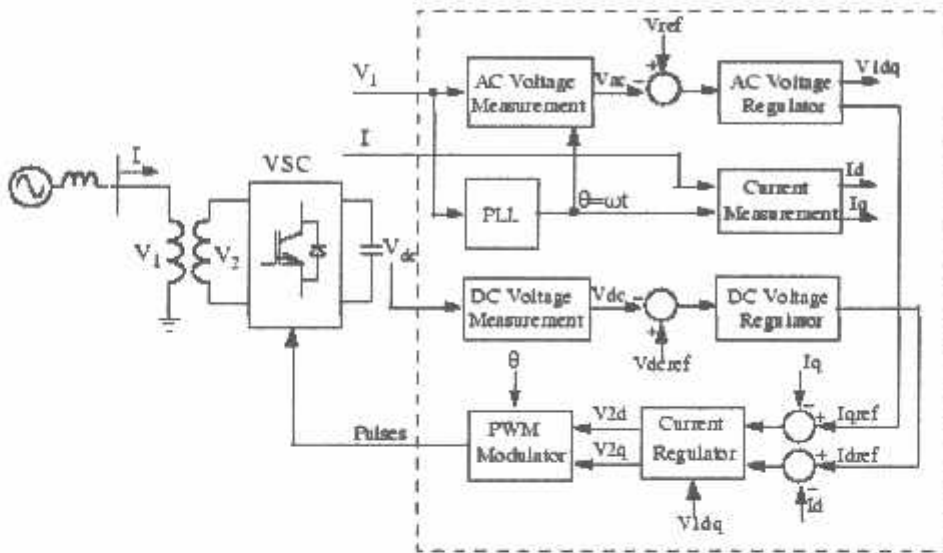 Vref
V1
AC Voltage
Measurement
Vac
−
+
AC Voltage
Regulator
V1dq
I
I
VSC
V1
V2
Vdc
PLL
θ=ωt
Current
Measurement
Id
Iq
DC Voltage
Measurement
Vdc
−
+
Vdcref
DC Voltage
Regulator
θ
Iq
−
+
Iqref
V2d
V2q
Current
Regulator
Pulses
PWM
Modulator
+
Idref
−
Id
V1dq